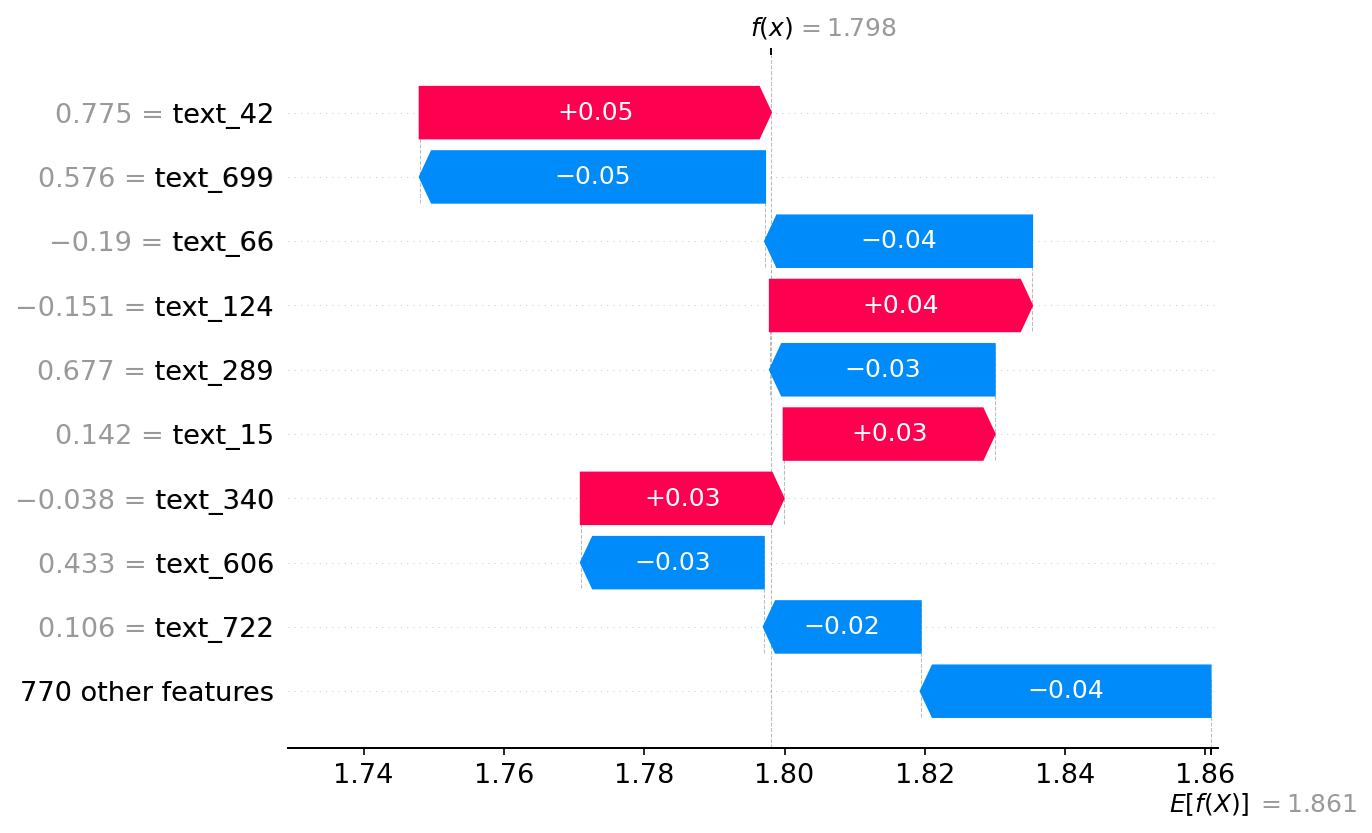 f(x) = 1.798
0.775 = text_42 +0.05
0.576 = text_699 −0.05
−0.19 = text_66 −0.04
−0.151 = text_124 +0.04
0.677 = text_289 −0.03
0.142 = text_15 +0.03
−0.038 = text_340 +0.03
0.433 = text_606 −0.03
0.106 = text_722 −0.02
770 other features −0.04
1.74 1.76 1.78 1.80 1.82 1.84 1.86
E[f(X)] = 1.861